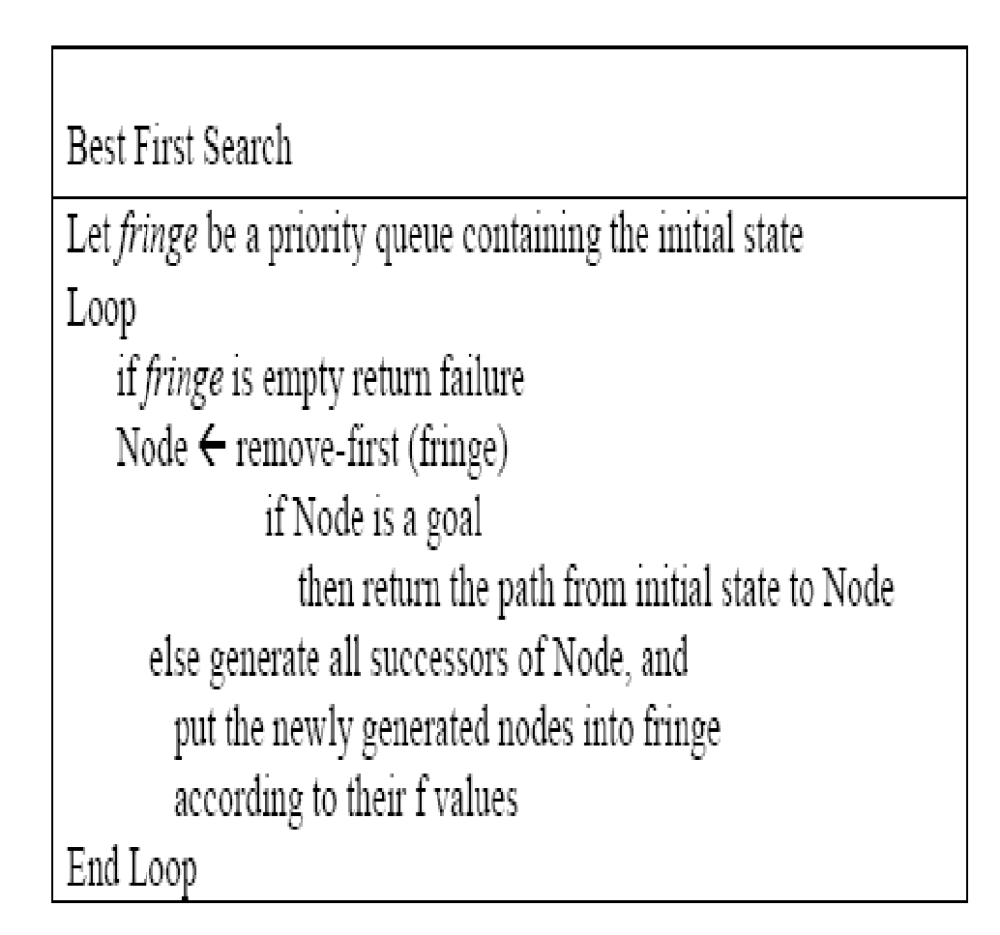 Best First Search
Let fringe be a priority queue containing the initial state
Loop
if fringe is empty return failure
Node ← remove-first (fringe)
if Node is a goal
then return the path from initial state to Node
else generate all successors of Node, and
put the newly generated nodes into fringe
according to their f values
End Loop